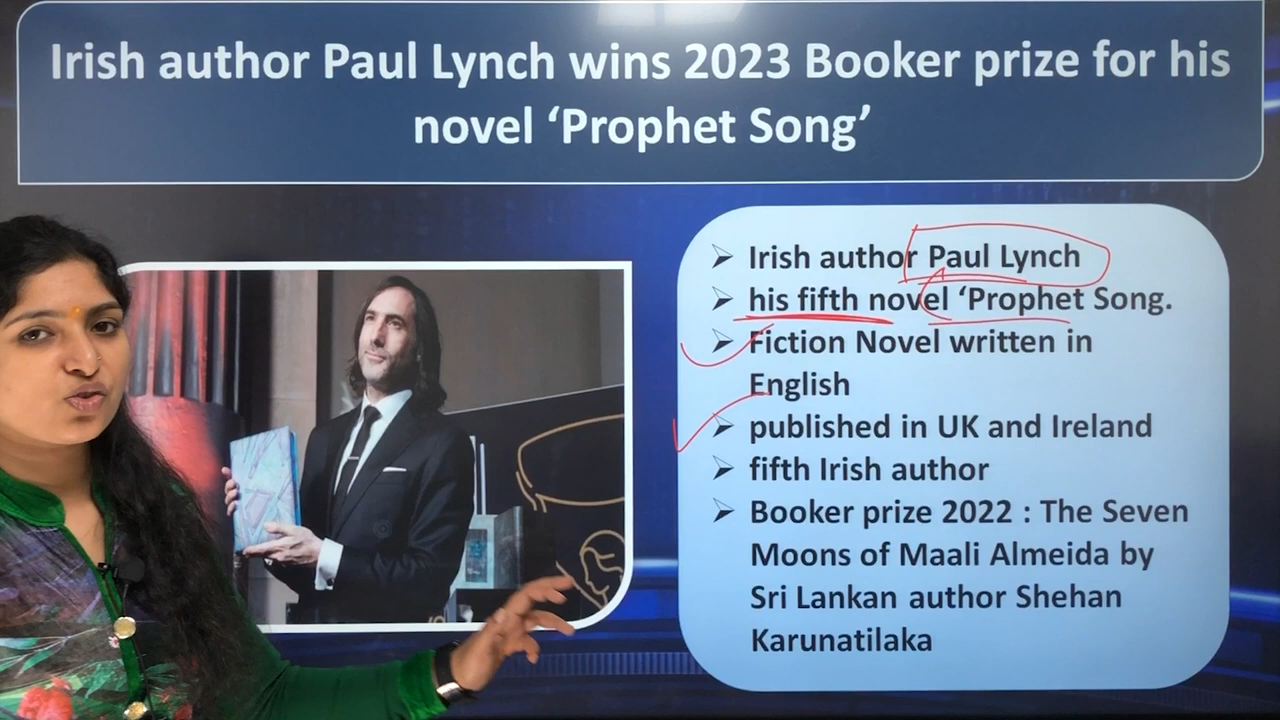 Irish author Paul Lynch wins 2023 Booker prize for his
novel ‘Prophet Song’
➢ Irish author Paul Lynch
➢ his fifth novel ‘Prophet Song.
➢ Fiction Novel written in
English
➢ published in UK and Ireland
➢ fifth Irish author
➢ Booker prize 2022 : The Seven
Moons of Maali Almeida by
Sri Lankan author Shehan
Karunatilaka